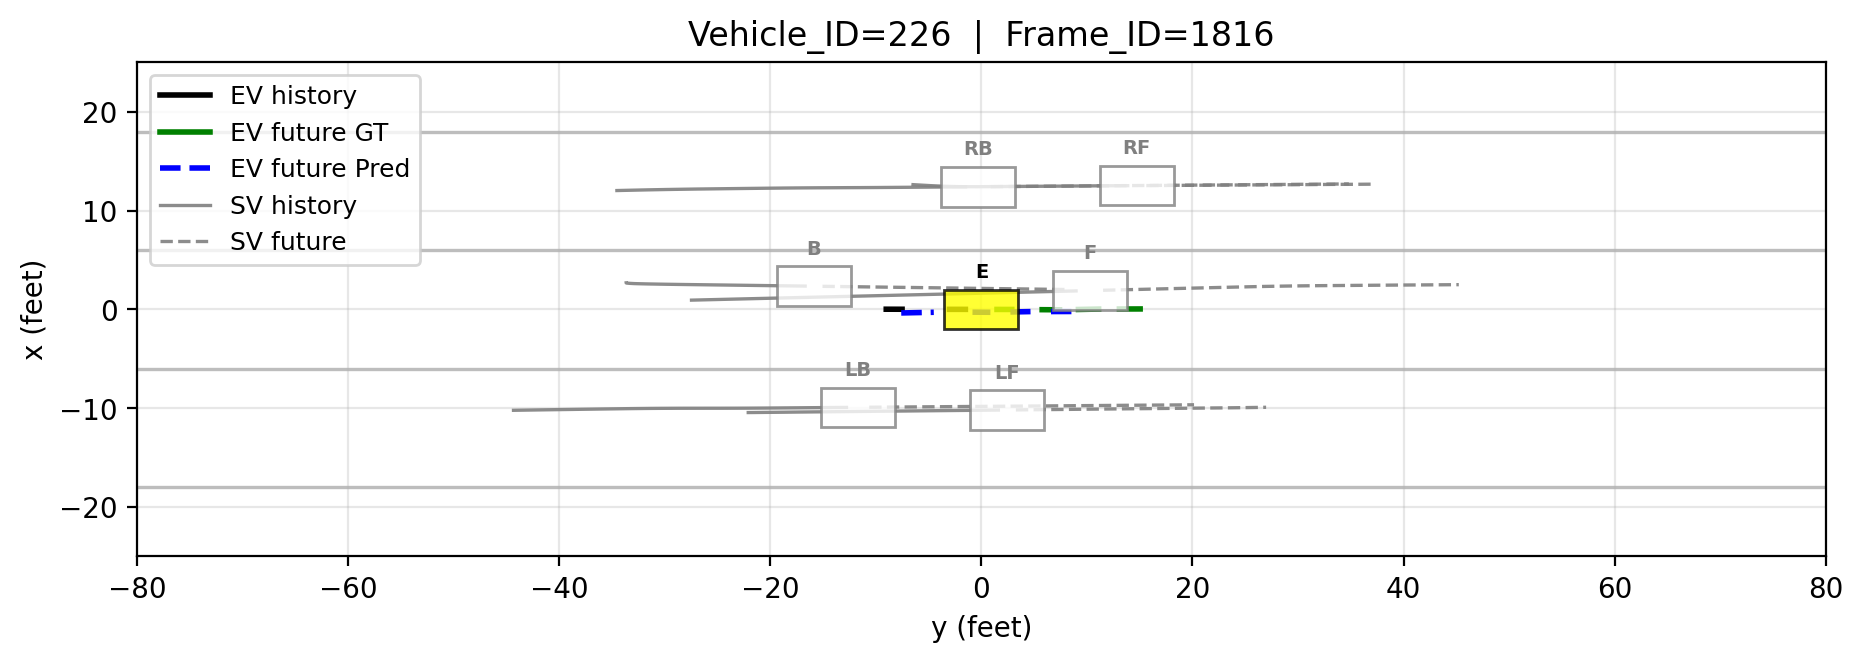 Vehicle_ID=226 | Frame_ID=1816
EV history
EV future GT
EV future Pred
SV history
SV future
RB
RF
B
F
E
LB
LF
x (feet)
20
10
0
−10
−20
−80
−60
−40
−20
0
20
40
60
80
y (feet)